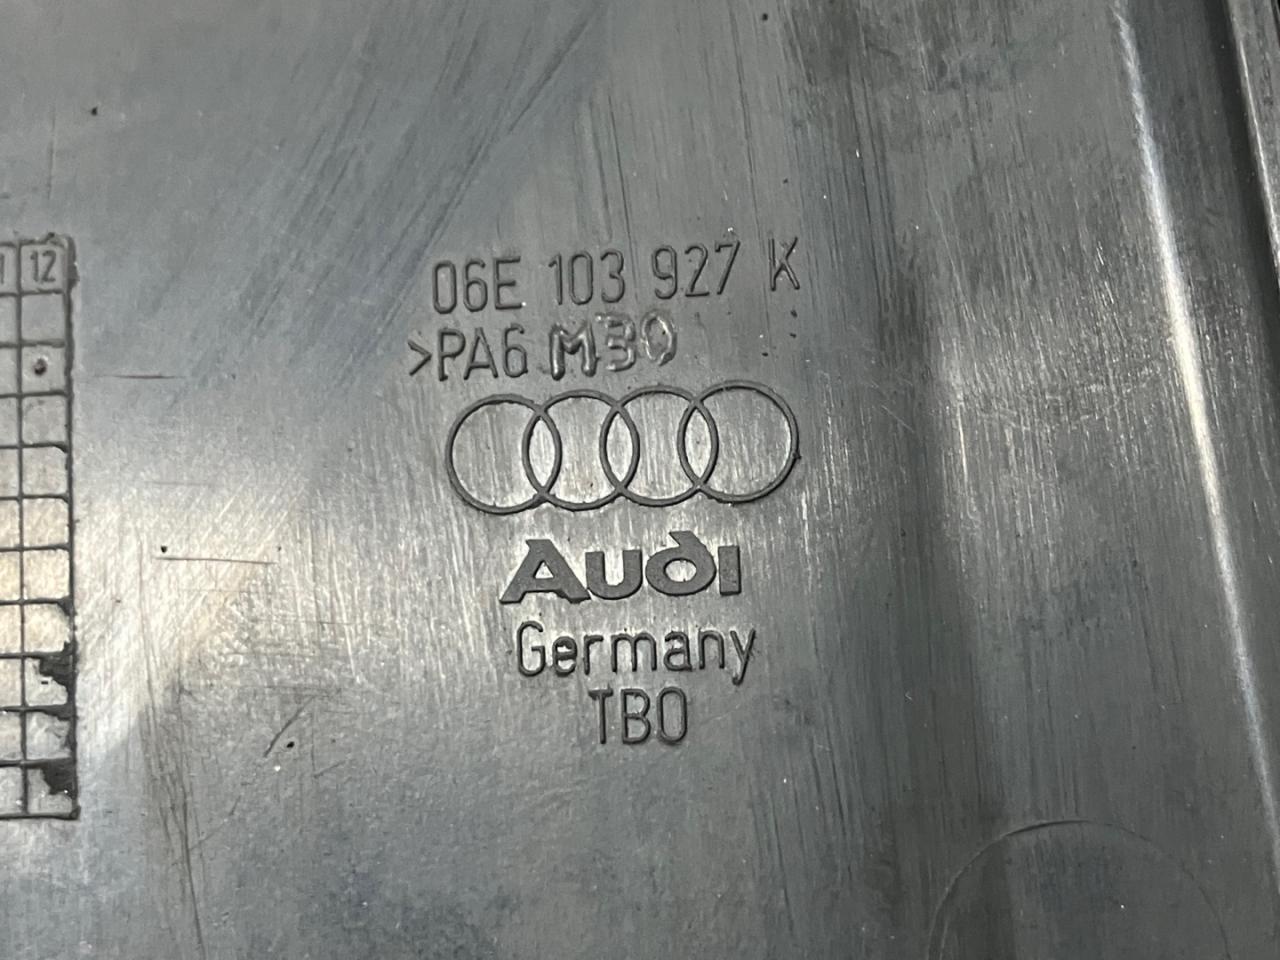 12
06E 103 927 K
>PA6 M30
Audi
Germany
TBO